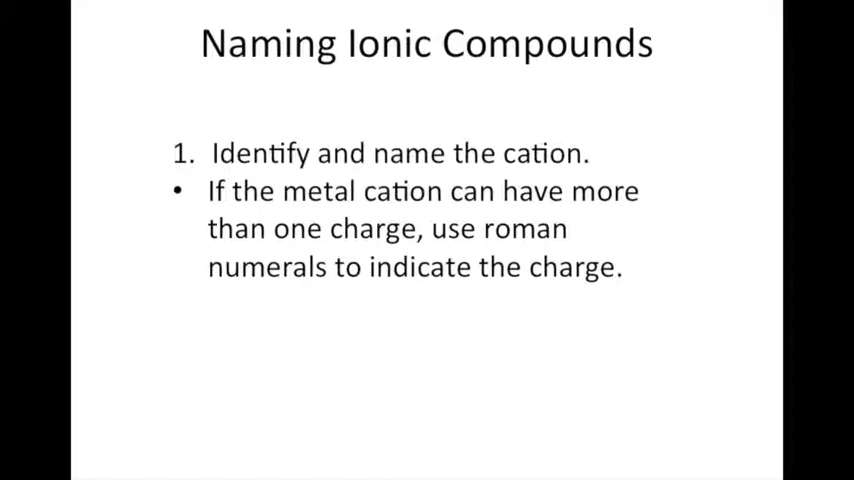 Naming Ionic Compounds
1. Identify and name the cation.
• If the metal cation can have more
than one charge, use roman
numerals to indicate the charge.